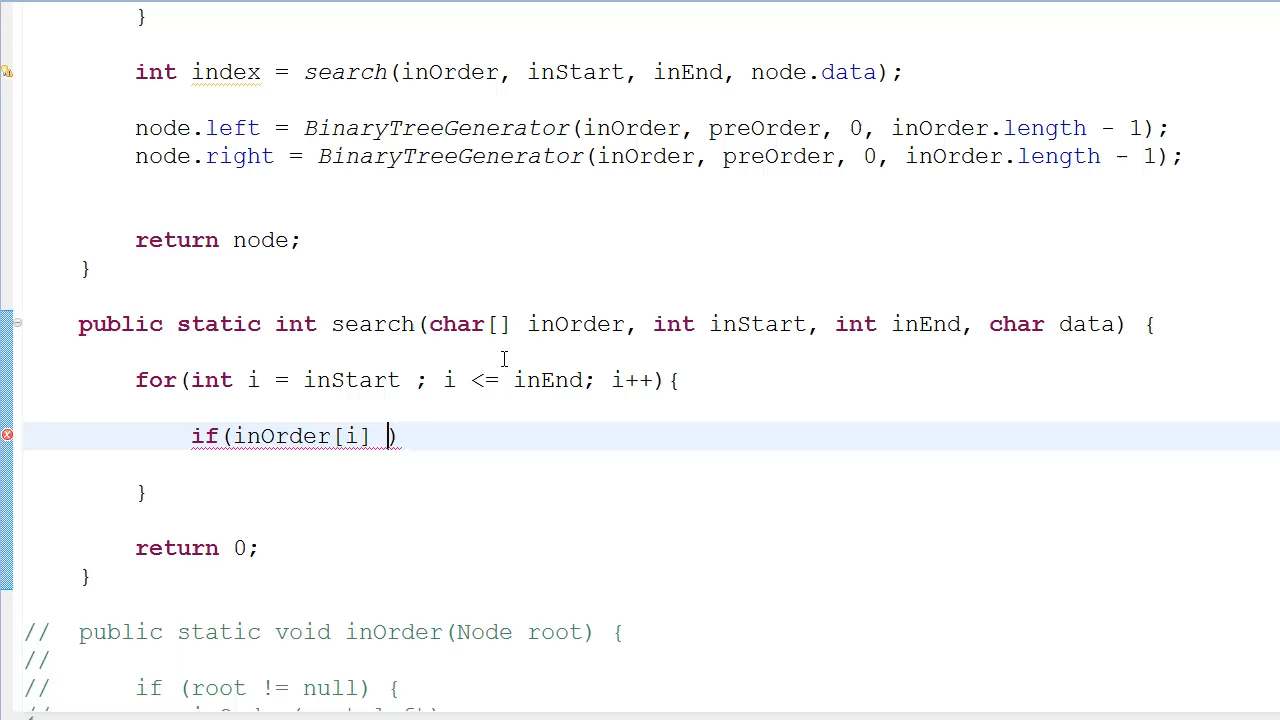 }
int index = search(inOrder, inStart, inEnd, node.data);
node.left = BinaryTreeGenerator(inOrder, preOrder, 0, inOrder.length - 1);
node.right = BinaryTreeGenerator(inOrder, preOrder, 0, inOrder.length - 1);
return node;
}
public static int search(char[] inOrder, int inStart, int inEnd, char data) {
for(int i = inStart ; i <= inEnd; i++){
if(inOrder[i] )
}
return 0;
}
// public static void inOrder(Node root) {
//
// if (root != null) {